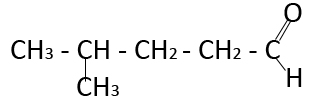 O
CH₃ - CH - CH₂ - CH₂ - C
H
CH₃